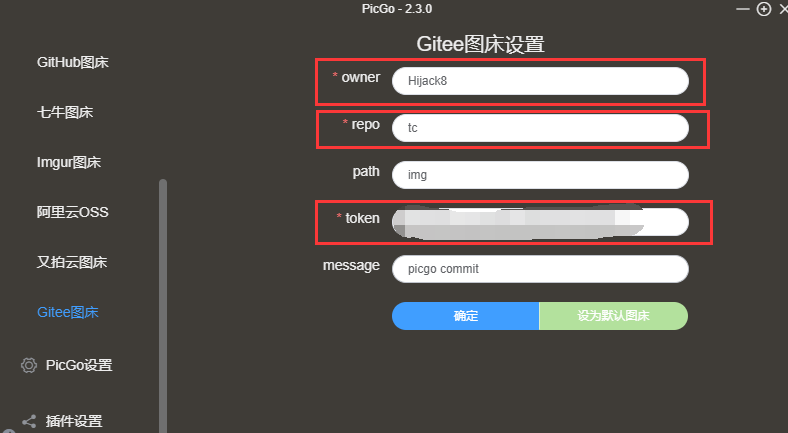 PicGo - 2.3.0
GitHub图床
七牛图床
Imgur图床
阿里云OSS
又拍云图床
Gitee图床
PicGo设置
插件设置
Gitee图床设置
* owner Hijack8
* repo tc
path img
* token
message picgo commit
确定 设为默认图床